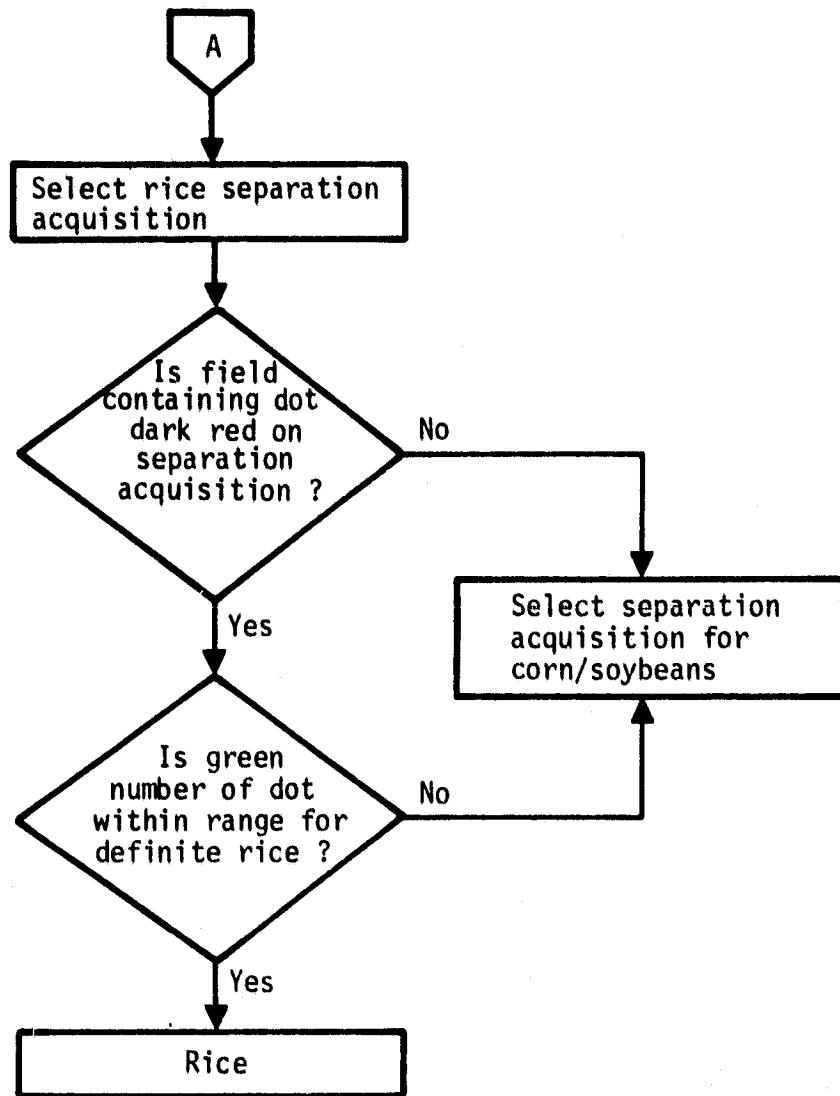 A
Select rice separation
acquisition
Is field
containing dot
dark red on
separation
acquisition ?
No
Yes
Select separation
acquisition for
corn/soybeans
Is green
number of dot
within range for
definite rice ?
No
Yes
Rice